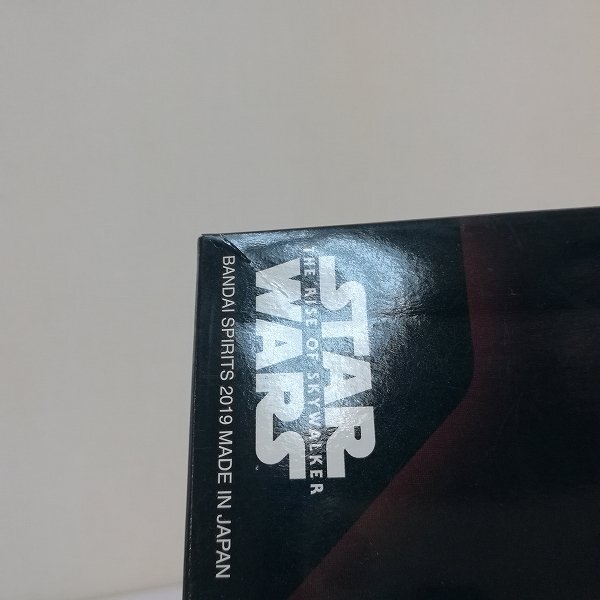 STAR
THE RISE OF SKYWALKER
WARS
BANDAI SPIRITS 2019 MADE IN JAPAN